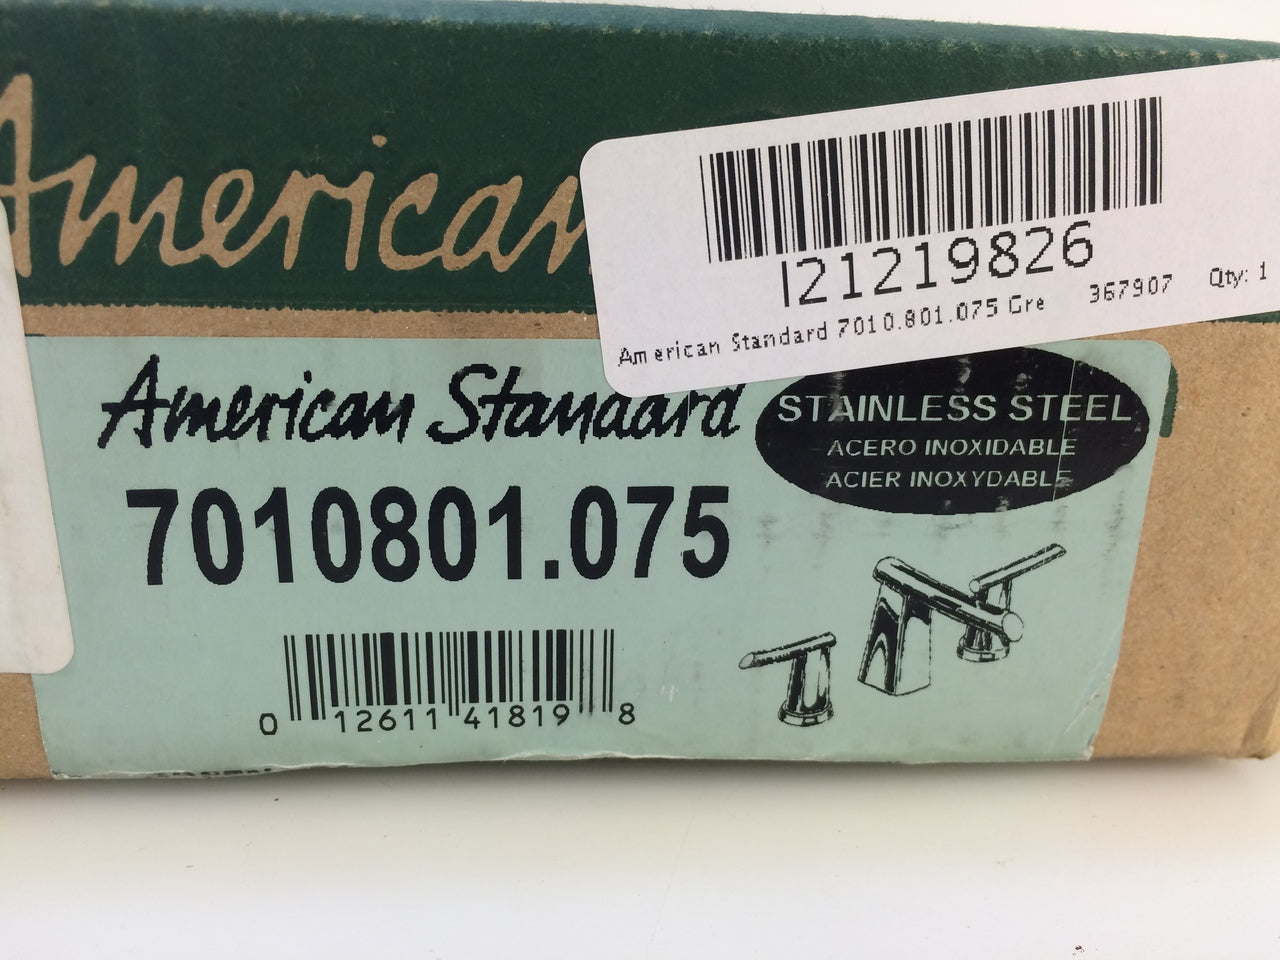 American
I21219826
American Standard 7010.801.075 Gre 367907 Qty: 1
American Standard
7010801.075
STAINLESS STEEL
ACERO INOXIDABLE
ACIER INOXYDABLE
0 12611 41819 8